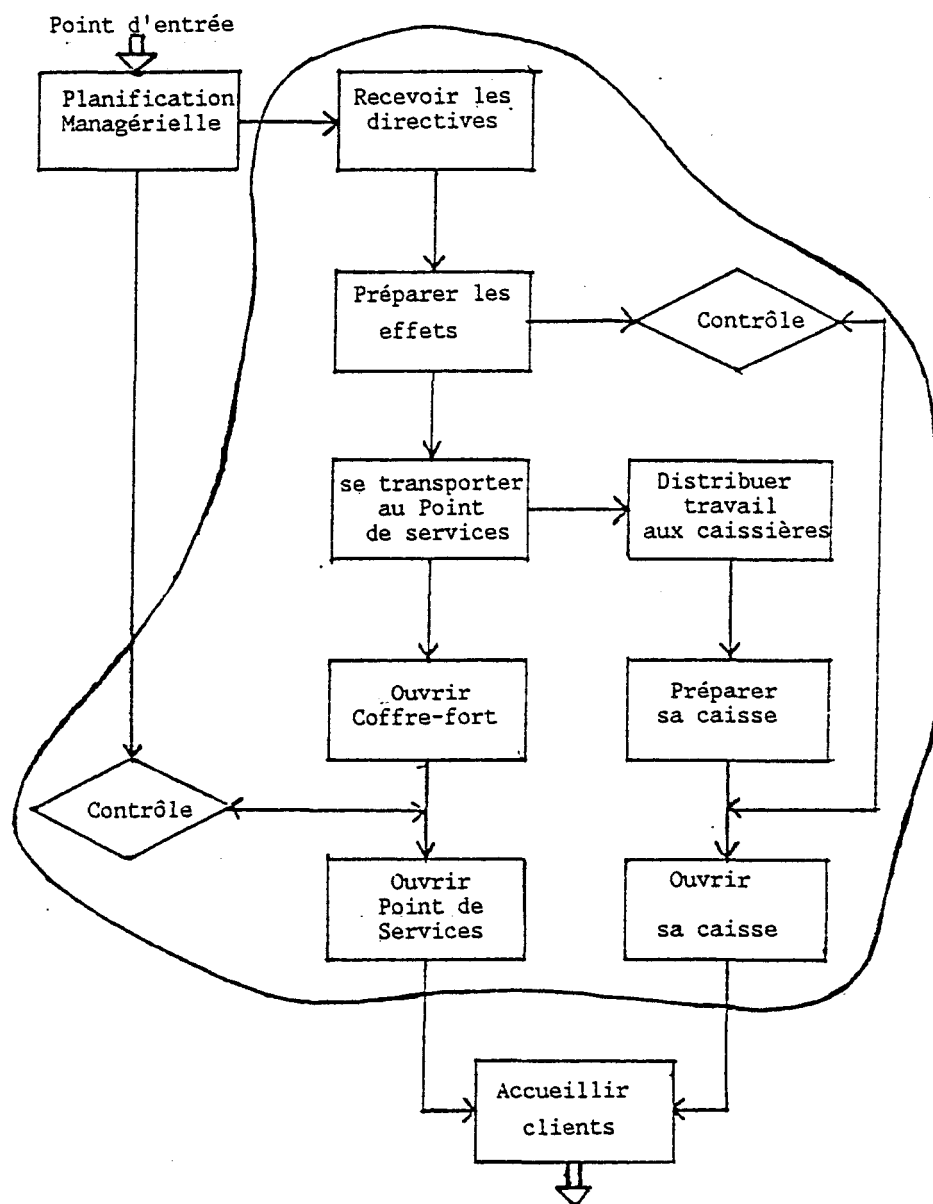 Point d'entrée
Planification
Managérielle
Recevoir les
directives
Préparer les
effets
Contrôle
se transporter
au Point
de services
Distribuer
travail
aux caissières
Ouvrir
Coffre-fort
Préparer
sa caisse
Contrôle
Ouvrir
Point de
Services
Ouvrir
sa caisse
Accueillir
clients